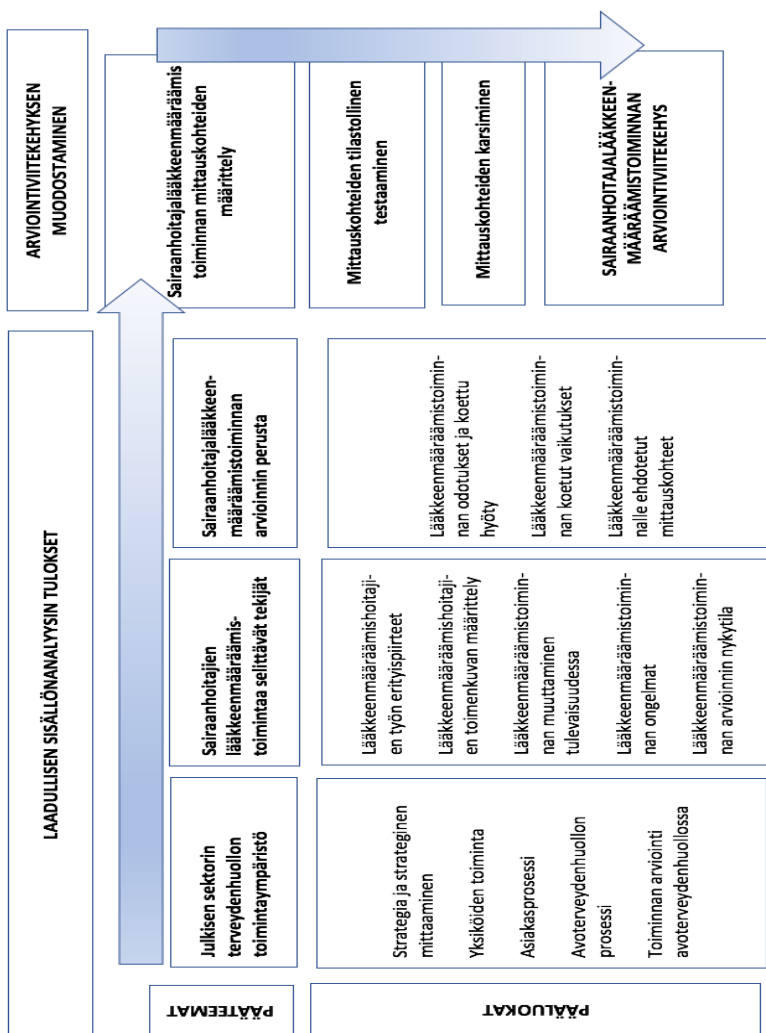 LAADULLISEN SISÄLLÖNANALYYSIN TULOKSET
ARVIOINTIVIITEKEHYKSEN
MUODOSTAMINEN
PÄÄTEEMAT
Julkisen sektorin
terveydenhuollon
toimintaympäristö
Sairaanhoitajien
lääkkeenmääräämis-
toimintaa selittävät tekijät
Sairaanhoitajalääkkeen-
määräämistoiminnan
arvioinnin perusta
Sairaanhoitajalääkkeenmääräämis
toiminnan mittauskohteiden
määrittely
PÄÄLUOKAT
Strategia ja strateginen
mittaaminen
Yksiköiden toiminta
Asiakasprosessi
Avoterveydenhuollon
prosessi
Toiminnan arviointi
avoterveydenhuollossa
Lääkkeenmääräämishoitaji-
en työn erityispiirteet
Lääkkeenmääräämishoitaji-
en toimenkuvan määrittely
Lääkkeenmääräämistoimin-
nan muuttaminen
tulevaisuudessa
Lääkkeenmääräämistoimin-
nan ongelmat
Lääkkeenmääräämistoimin-
nan arvioinnin nykytila
Lääkkeenmääräämistoimin-
nan odotukset ja koettu
hyöty
Lääkkeenmääräämistoimin-
nan koetut vaikutukset
Lääkkeenmääräämistoimin-
nalle ehdotetut
mittauskohteet
Mittauskohteiden tilastollinen
testaaminen
Mittauskohteiden karsiminen
SAIRAANHOITAJALÄÄKKEEN-
MÄÄRÄÄMISTOIMINNAN
ARVIOINTIVIITEKEHYS